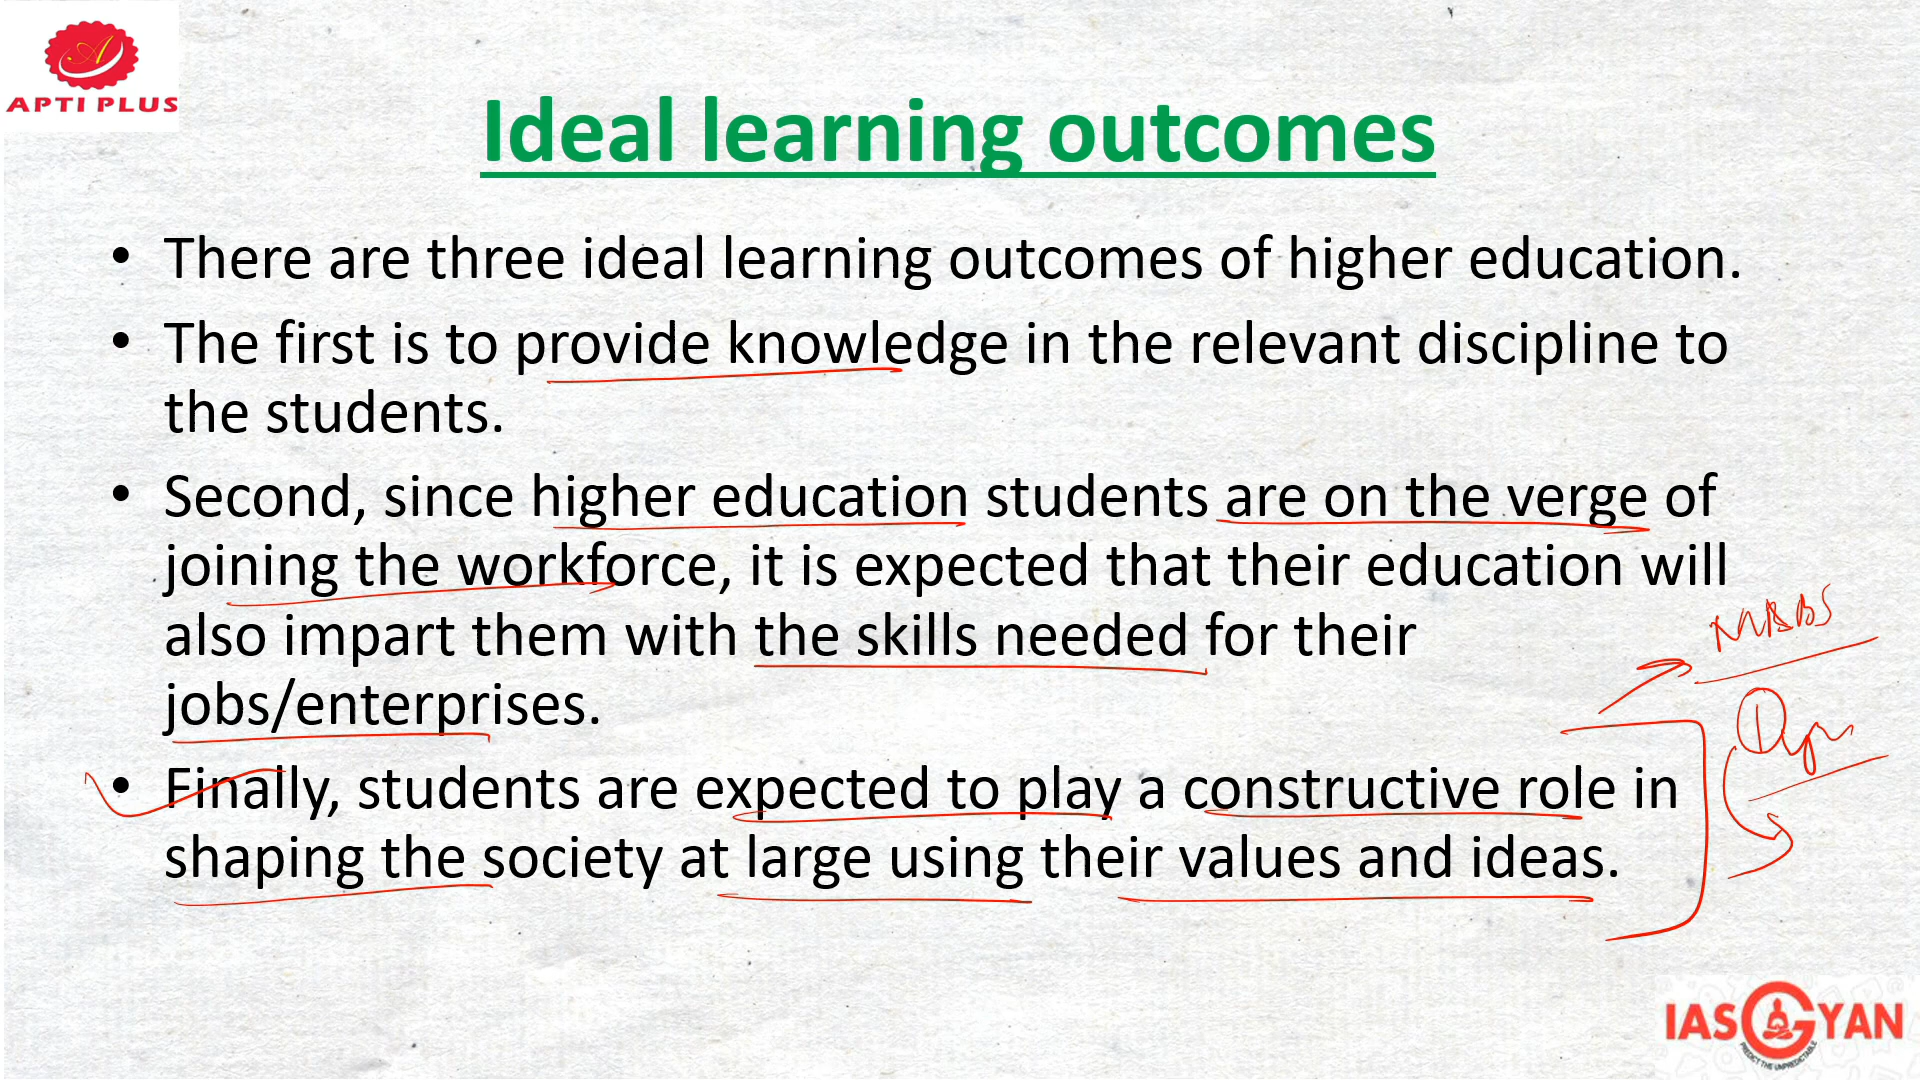 APTI PLUS
Ideal learning outcomes
• There are three ideal learning outcomes of higher education.
• The first is to provide knowledge in the relevant discipline to
the students.
• Second, since higher education students are on the verge of
joining the workforce, it is expected that their education will
also impart them with the skills needed for their
jobs/enterprises.
MBBS
• Finally, students are expected to play a constructive role in
shaping the society at large using their values and ideas.
IAS GYAN
PREDICT THE UNPREDICTABLE